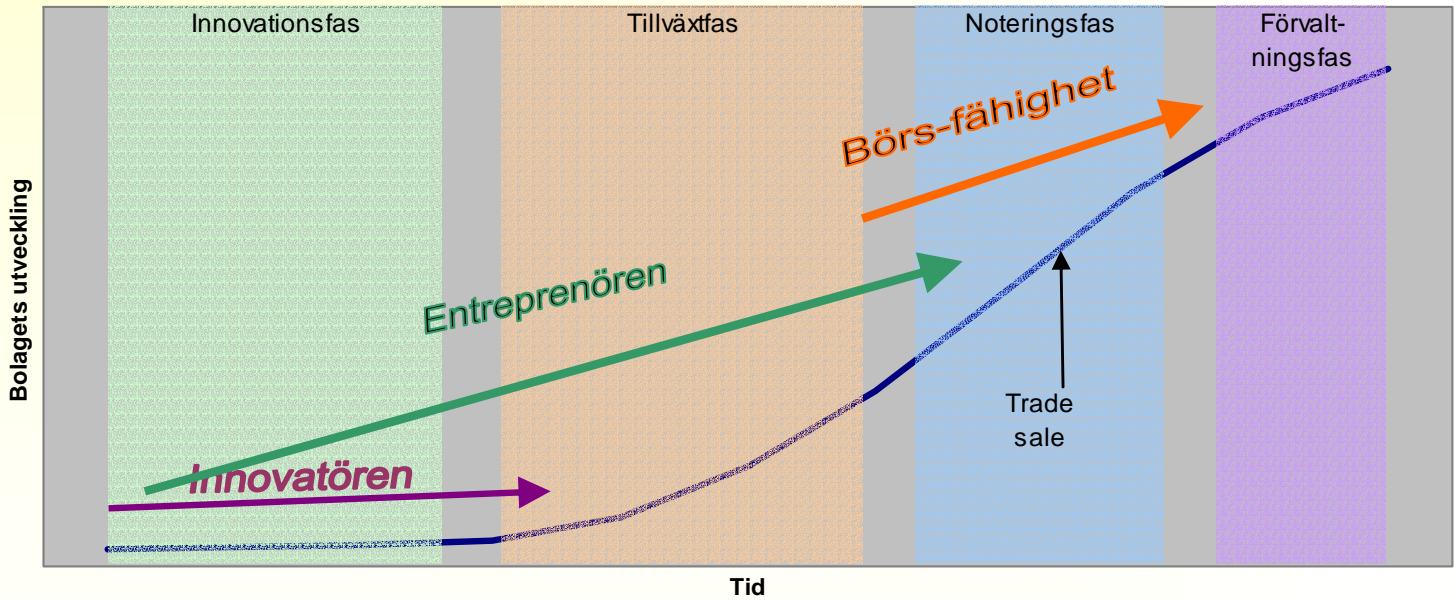 Innovationsfas
Tillväxtfas
Noteringsfas
Förvalt-
ningsfas
Börs-fähighet
Entreprenören
Innovatören
Trade
sale
Bolagets utveckling
Tid